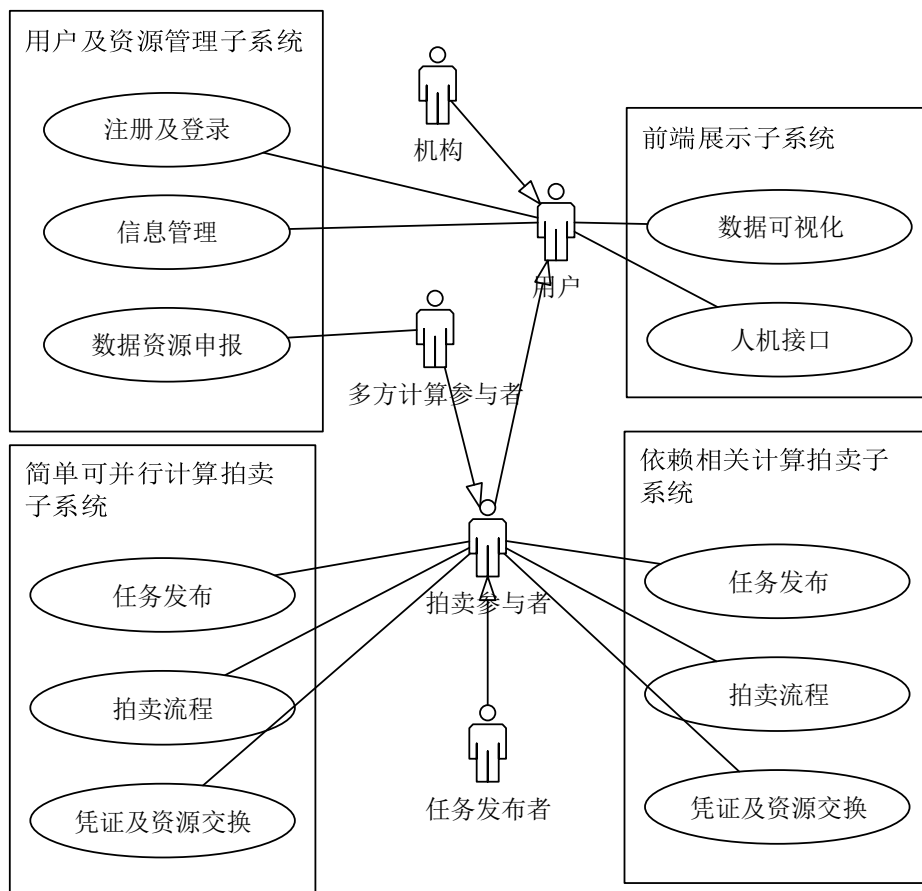 用户及资源管理子系统
注册及登录
信息管理
数据资源申报
机构
用户
多方计算参与者
前端展示子系统
数据可视化
人机接口
简单可并行计算拍卖
子系统
任务发布
拍卖流程
凭证及资源交换
拍卖参与者
任务发布者
依赖相关计算拍卖子
系统
任务发布
拍卖流程
凭证及资源交换